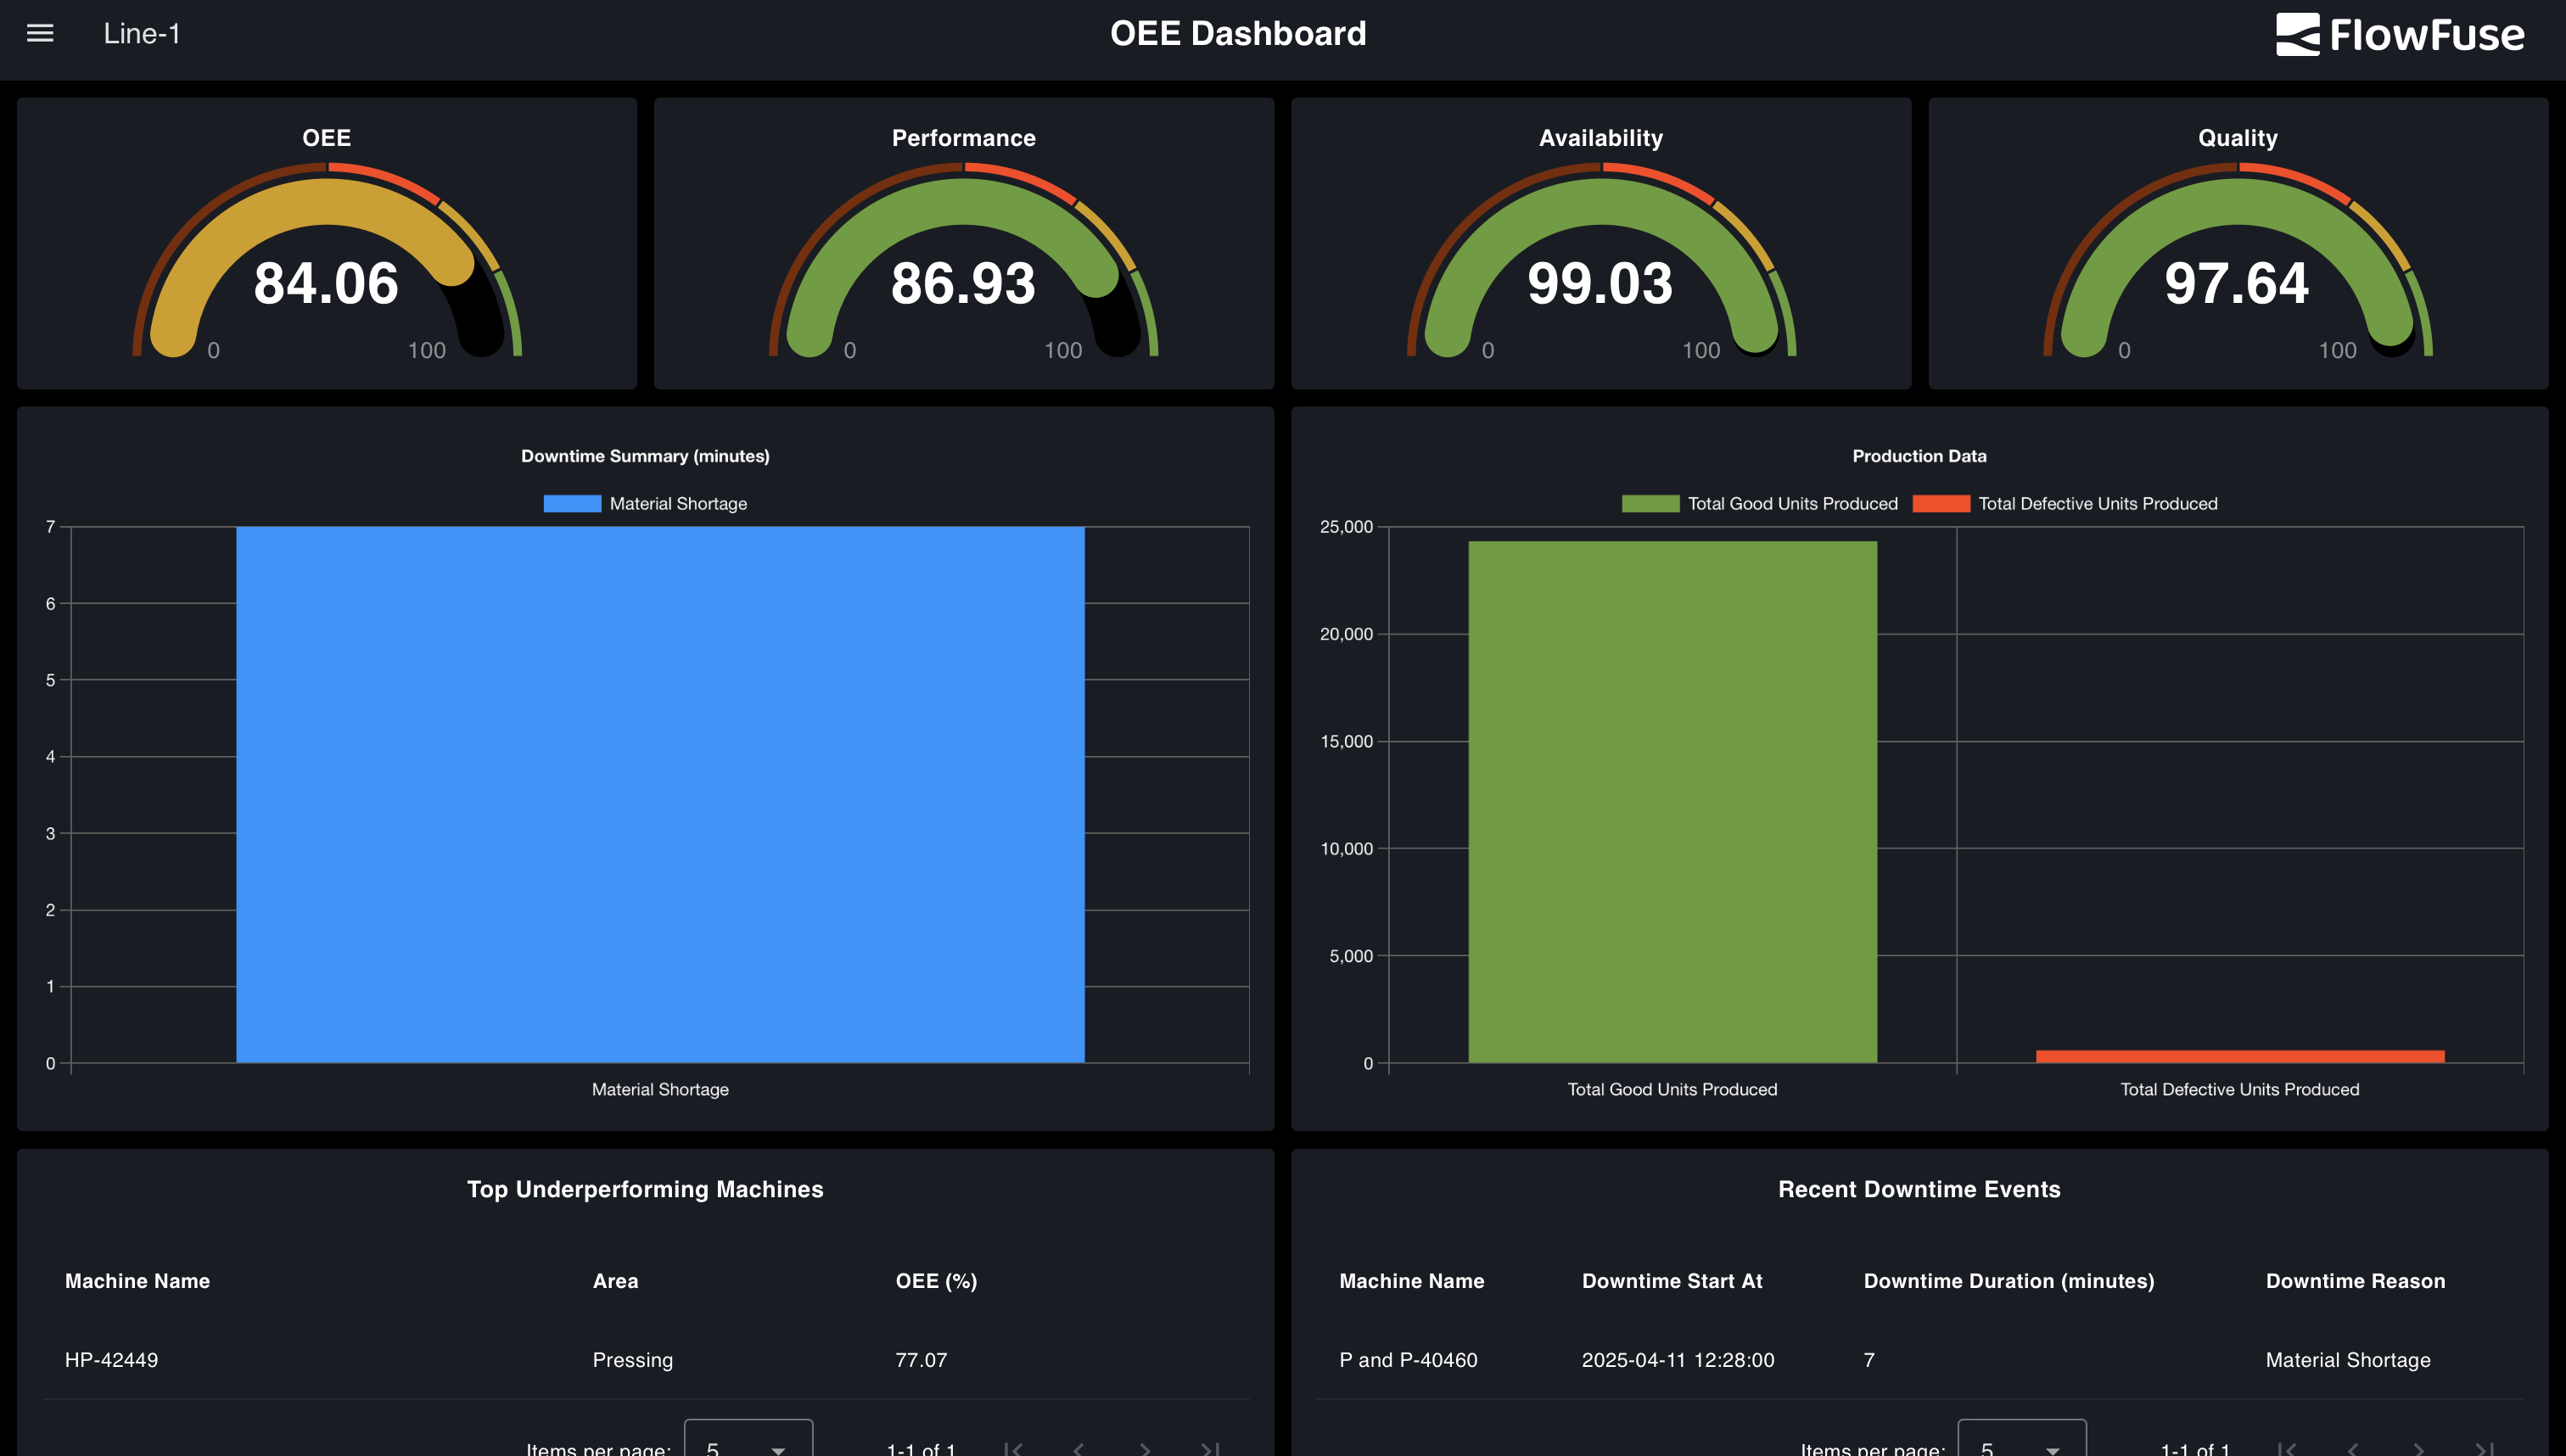 Line-1
OEE Dashboard
FlowFuse
OEE
84.06
0
100
Performance
86.93
0
100
Availability
99.03
0
100
Quality
97.64
0
100
Downtime Summary (minutes)
Material Shortage
7
6
5
4
3
2
1
0
Material Shortage
Production Data
Total Good Units Produced Total Defective Units Produced
25,000
20,000
15,000
10,000
5,000
0
Total Good Units Produced Total Defective Units Produced
Top Underperforming Machines
Machine Name Area OEE (%)
HP-42449 Pressing 77.07
Items per page: 5 1-1 of 1
Recent Downtime Events
Machine Name Downtime Start At Downtime Duration (minutes) Downtime Reason
P and P-40460 2025-04-11 12:28:00 7 Material Shortage
Items per page: 5 1-1 of 1